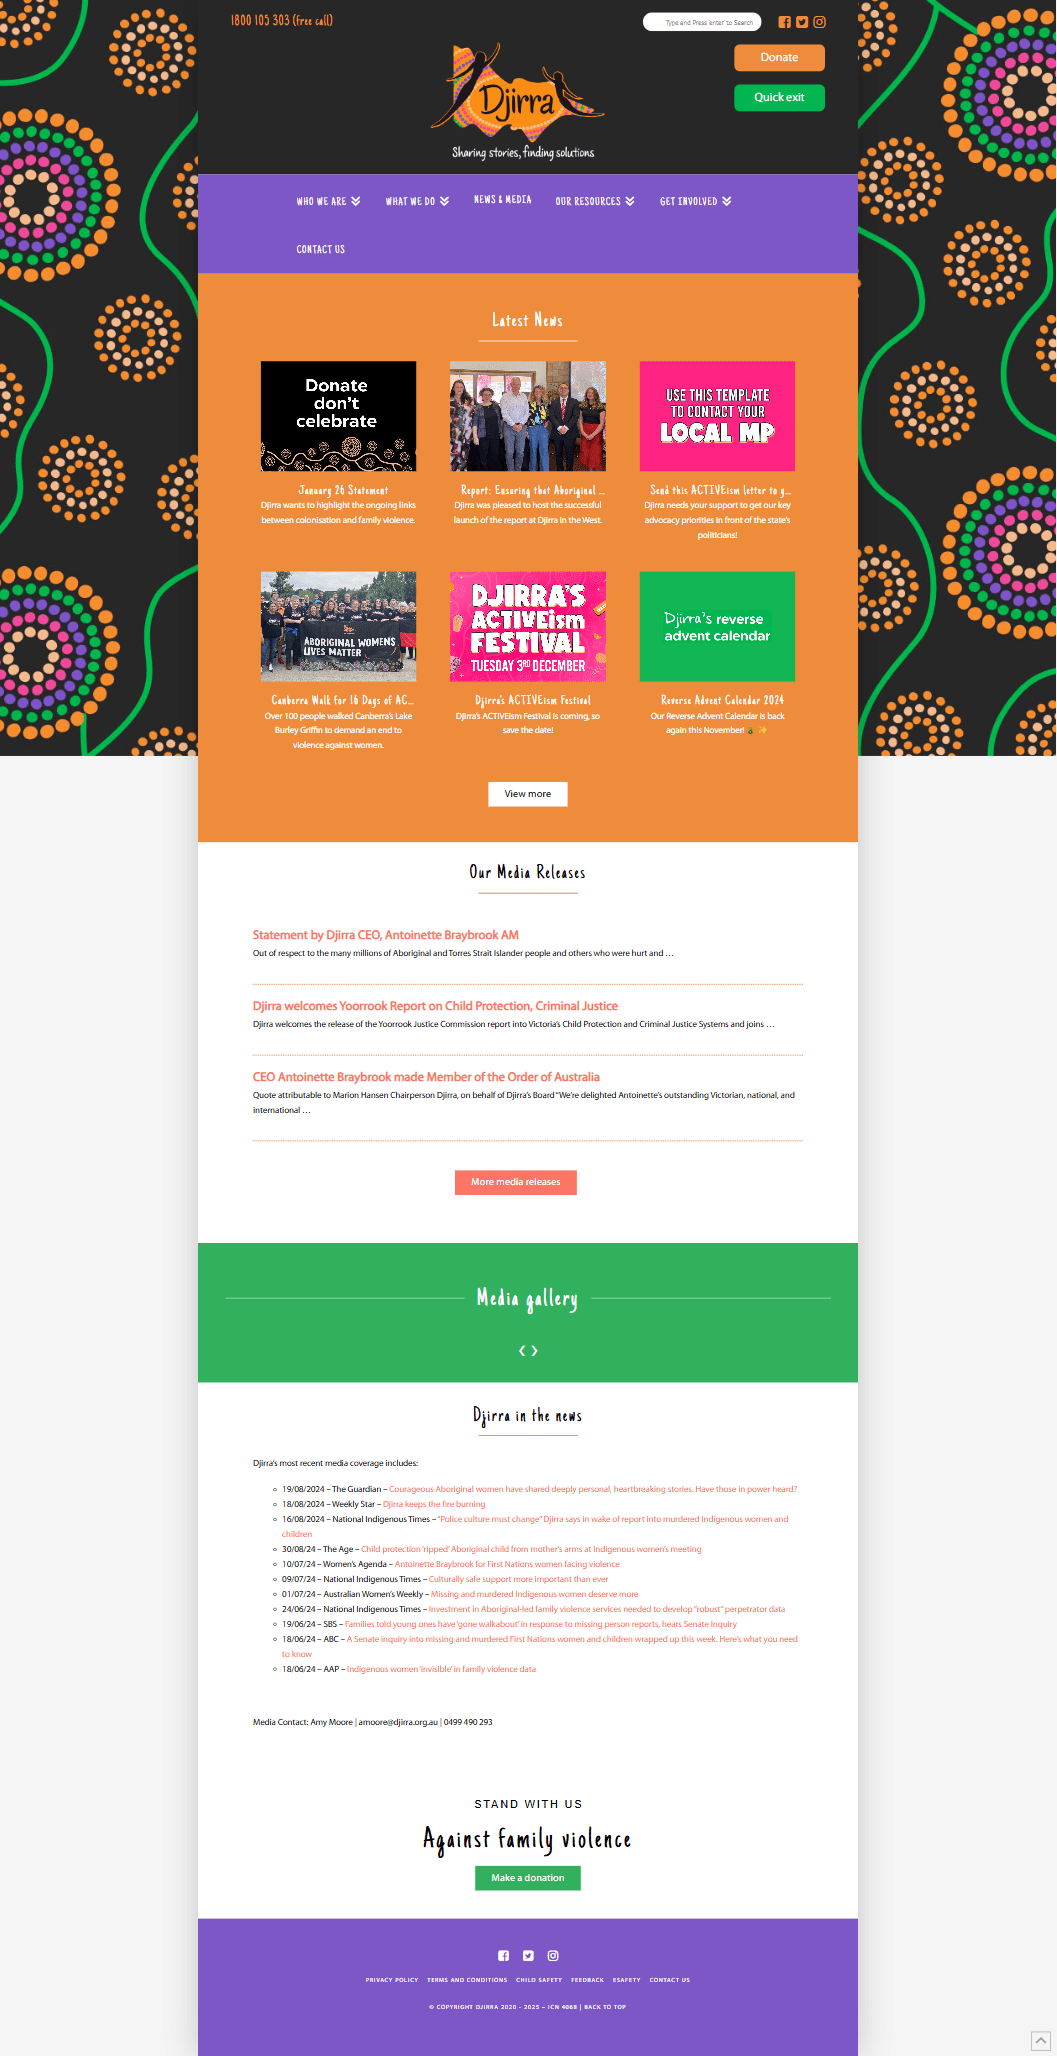 1800 105 303 (free call)
Type and Press 'enter' to Search
Donate
Quick exit
Djirra
Sharing stories, finding solutions
WHO WE ARE
WHAT WE DO
NEWS & MEDIA
OUR RESOURCES
GET INVOLVED
CONTACT US
Latest News
Donate
don't
celebrate
USE THIS TEMPLATE
TO CONTACT YOUR
LOCAL MP
January 26 Statement
Djirra wants to highlight the ongoing links
between colonisation and family violence.
Report: Ensuring that Aboriginal ...
Djirra was pleased to host the successful
launch of the report at Djirra in the West.
Send this ACTIVEism letter to y...
Djirra needs your support to get our key
advocacy priorities in front of the state's
politicians!
ABORIGINAL WOMENS
LIVES MATTER
DJIRRA'S
ACTIVEism
FESTIVAL
TUESDAY 3RD DECEMBER
Djirra's reverse
advent calendar
Canberra Walk for 16 Days of AC...
Over 100 people walked Canberra's Lake
Burley Griffin to demand an end to
violence against women.
Djirra's ACTIVEism Festival
Djirra's ACTIVEism Festival is coming, so
save the date!
Reverse Advent Calendar 2024
Our Reverse Advent Calendar is back
again this November! 🎄 ✨
View more
Our Media Releases
Statement by Djirra CEO, Antoinette Braybrook AM
Out of respect to the many millions of Aboriginal and Torres Strait Islander people and others who were hurt and …
Djirra welcomes Yoorrook Report on Child Protection, Criminal Justice
Djirra welcomes the release of the Yoorrook Justice Commission report into Victoria's Child Protection and Criminal Justice Systems and joins …
CEO Antoinette Braybrook made Member of the Order of Australia
Quote attributable to Marion Hansen Chairperson Djirra, on behalf of Djirra's Board "We're delighted Antoinette's outstanding Victorian, national, and
international …
More media releases
Media gallery
Djirra in the news
Djirra's most recent media coverage includes:
19/08/2024 – The Guardian – Courageous Aboriginal women have shared deeply personal, heartbreaking stories. Have those in power heard?
18/08/2024 – Weekly Star – Djirra keeps the fire burning
16/08/2024 – National Indigenous Times – "Police culture must change" Djirra says in wake of report into murdered Indigenous women and
children
30/08/24 – The Age – Child protection 'ripped' Aboriginal child from mother's arms at Indigenous women's meeting
10/07/24 – Women's Agenda – Antoinette Braybrook for First Nations women facing violence
09/07/24 – National Indigenous Times – Culturally safe support more important than ever
01/07/24 – Australian Women's Weekly – Missing and murdered Indigenous women deserve more
24/06/24 – National Indigenous Times – Investment in Aboriginal-led family violence services needed to develop "robust" perpetrator data
19/06/24 – SBS – Families told young ones have 'gone walkabout' in response to missing person reports, hears Senate Inquiry
18/06/24 – ABC – A Senate inquiry into missing and murdered First Nations women and children wrapped up this week. Here's what you need
to know
18/06/24 – AAP – Indigenous women 'invisible' in family violence data
Media Contact: Amy Moore | amoore@djirra.org.au | 0499 490 293
STAND WITH US
Against family violence
Make a donation
PRIVACY POLICY TERMS AND CONDITIONS CHILD SAFETY FEEDBACK ESAFETY CONTACT US
© COPYRIGHT DJIRRA 2020 - 2025 – ICN 4068 | BACK TO TOP